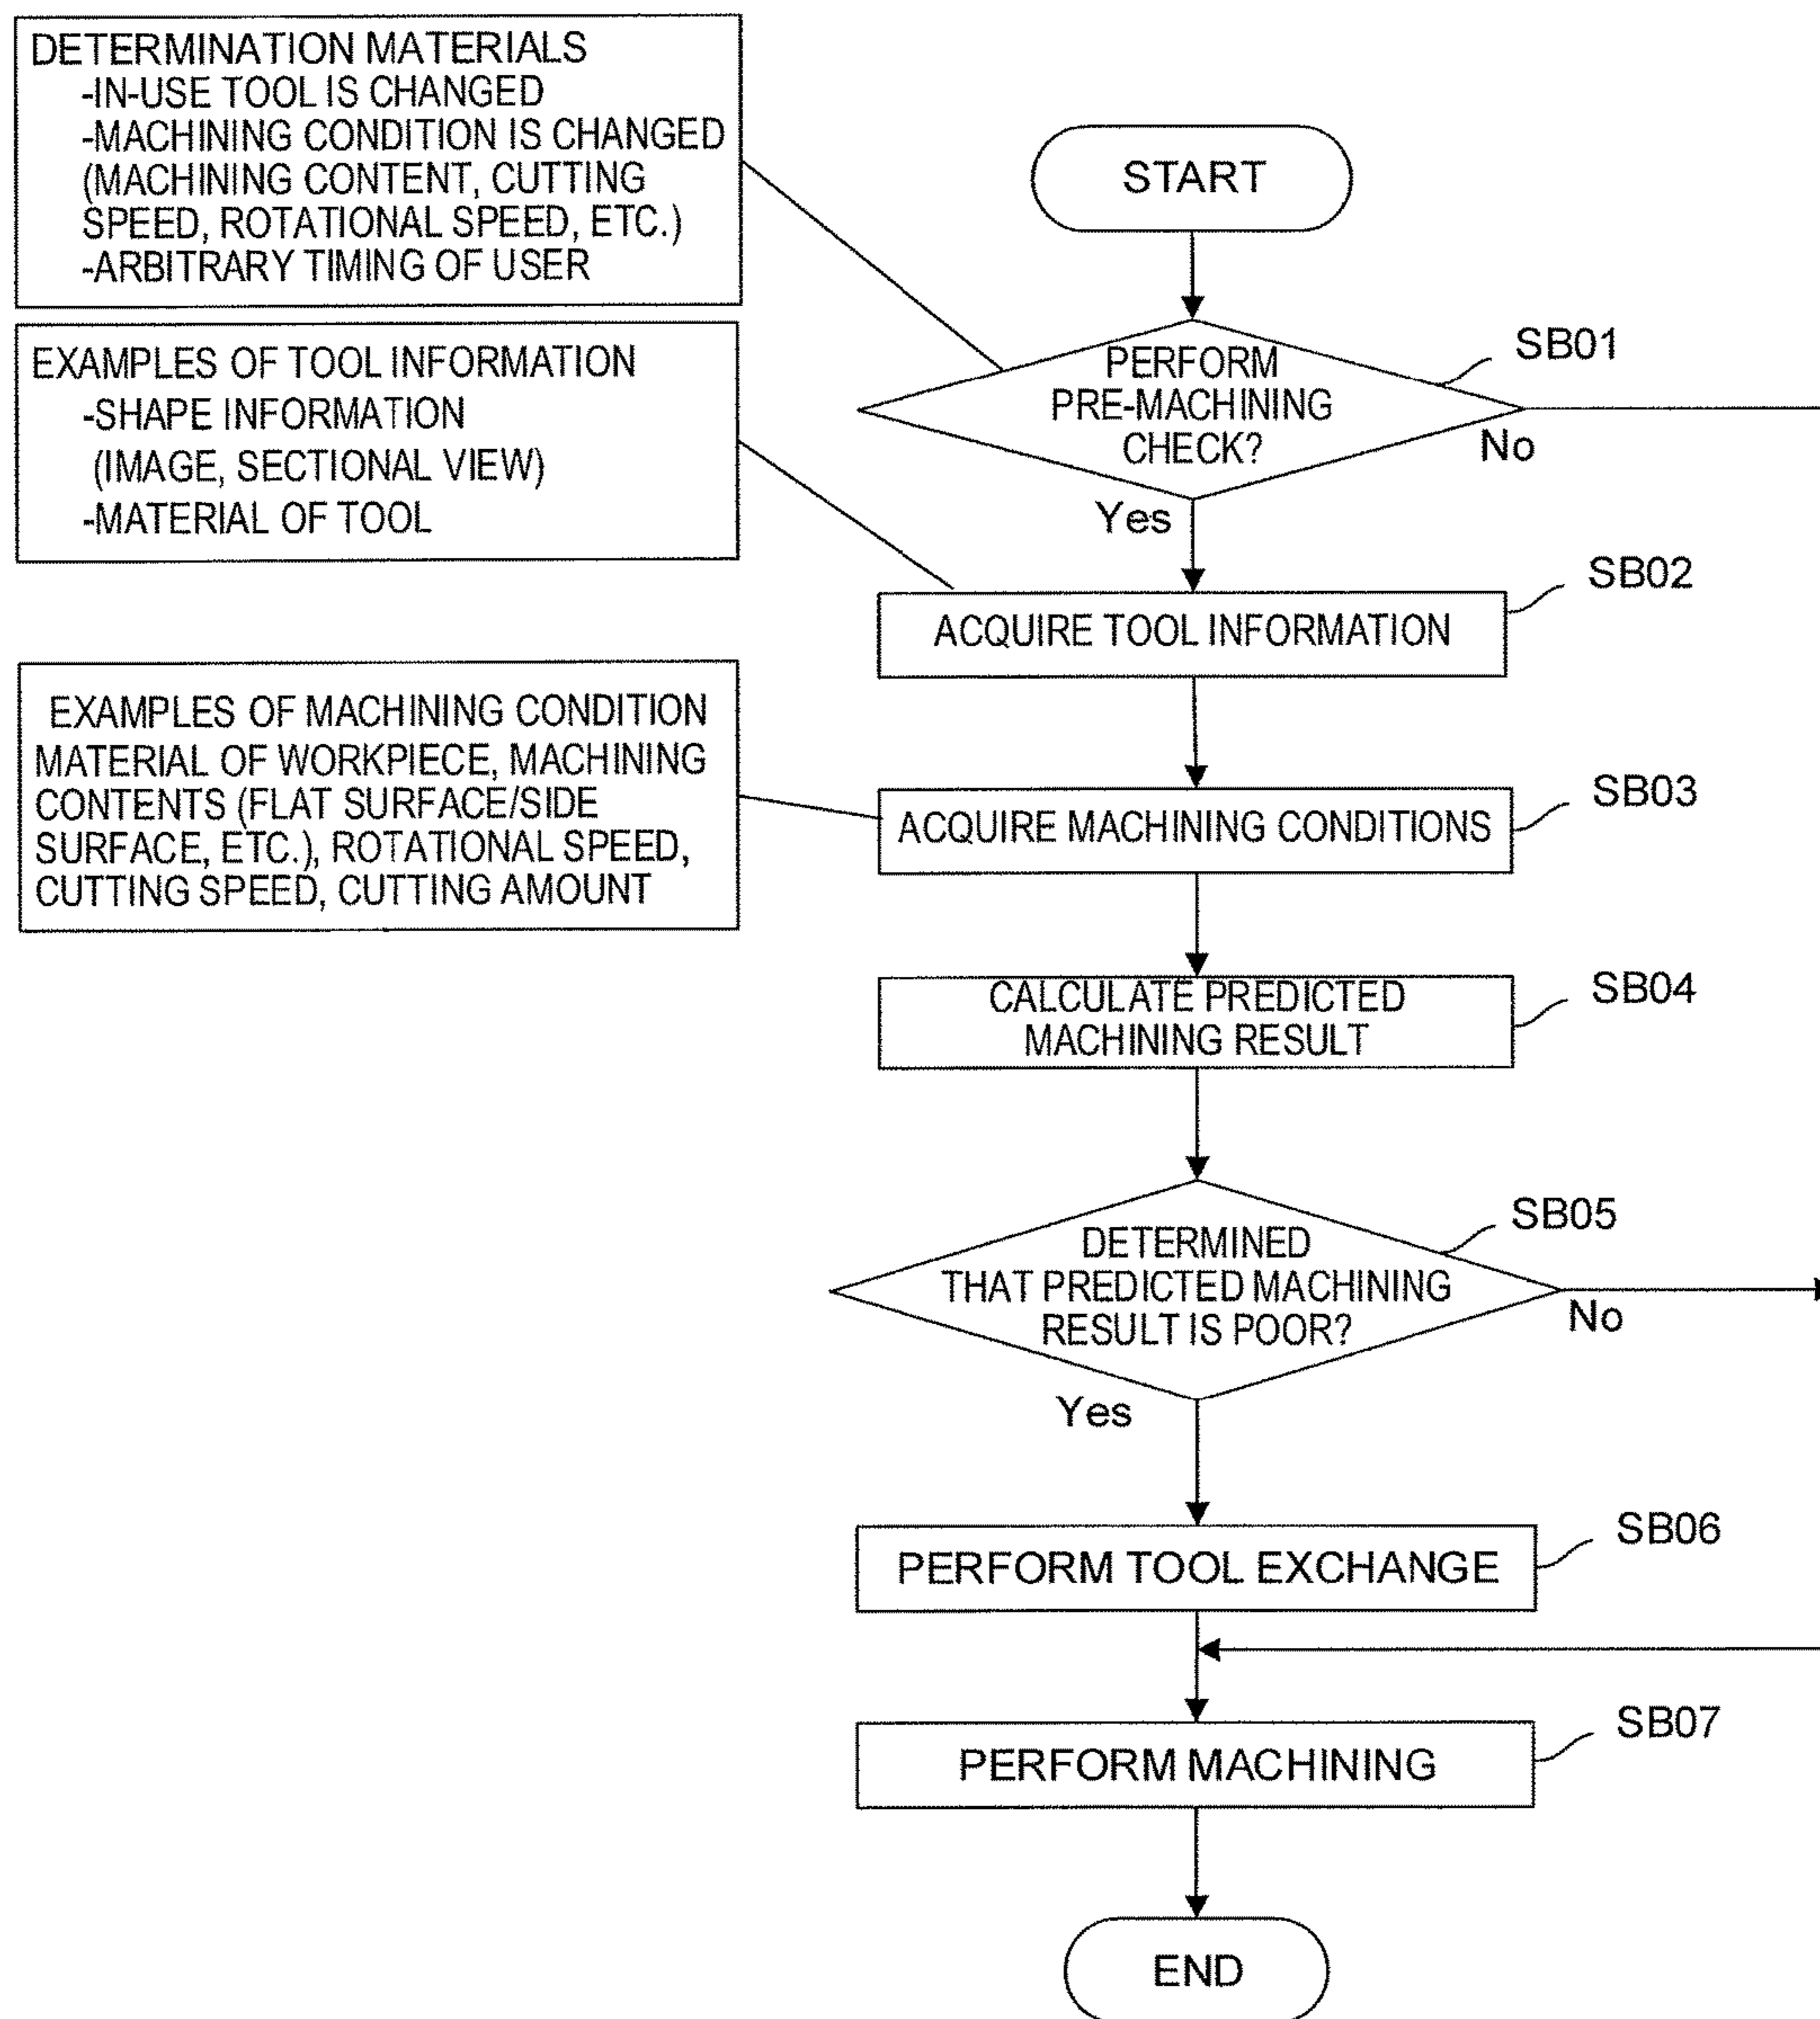 DETERMINATION MATERIALS
-IN-USE TOOL IS CHANGED
-MACHINING CONDITION IS CHANGED
(MACHINING CONTENT, CUTTING
SPEED, ROTATIONAL SPEED, ETC.)
-ARBITRARY TIMING OF USER
EXAMPLES OF TOOL INFORMATION
-SHAPE INFORMATION
(IMAGE, SECTIONAL VIEW)
-MATERIAL OF TOOL
EXAMPLES OF MACHINING CONDITION
MATERIAL OF WORKPIECE, MACHINING
CONTENTS (FLAT SURFACE/SIDE
SURFACE, ETC.), ROTATIONAL SPEED,
CUTTING SPEED, CUTTING AMOUNT
START
SB01
PERFORM
PRE-MACHINING
CHECK?
No
Yes
SB02
ACQUIRE TOOL INFORMATION
SB03
ACQUIRE MACHINING CONDITIONS
SB04
CALCULATE PREDICTED
MACHINING RESULT
SB05
DETERMINED
THAT PREDICTED MACHINING
RESULT IS POOR?
No
Yes
SB06
PERFORM TOOL EXCHANGE
SB07
PERFORM MACHINING
END